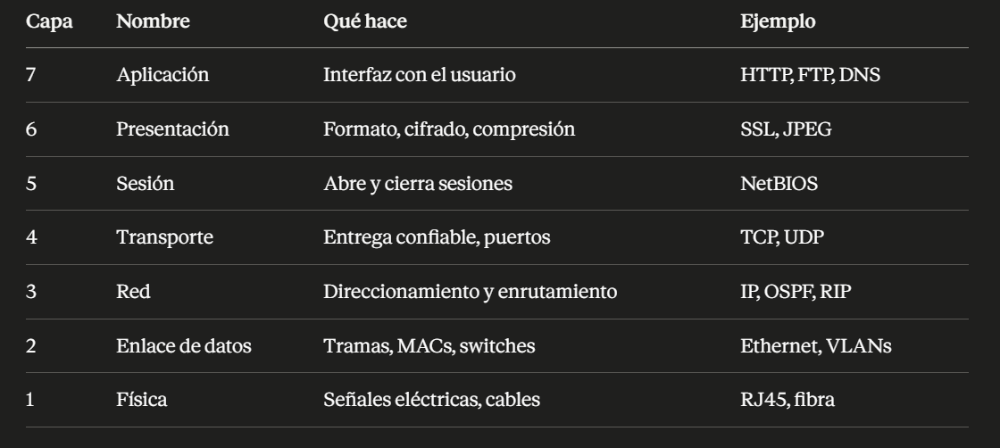 Capa Nombre Qué hace Ejemplo
7 Aplicación Interfaz con el usuario HTTP, FTP, DNS
6 Presentación Formato, cifrado, compresión SSL, JPEG
5 Sesión Abre y cierra sesiones NetBIOS
4 Transporte Entrega confiable, puertos TCP, UDP
3 Red Direccionamiento y enrutamiento IP, OSPF, RIP
2 Enlace de datos Tramas, MACs, switches Ethernet, VLANs
1 Física Señales eléctricas, cables RJ45, fibra